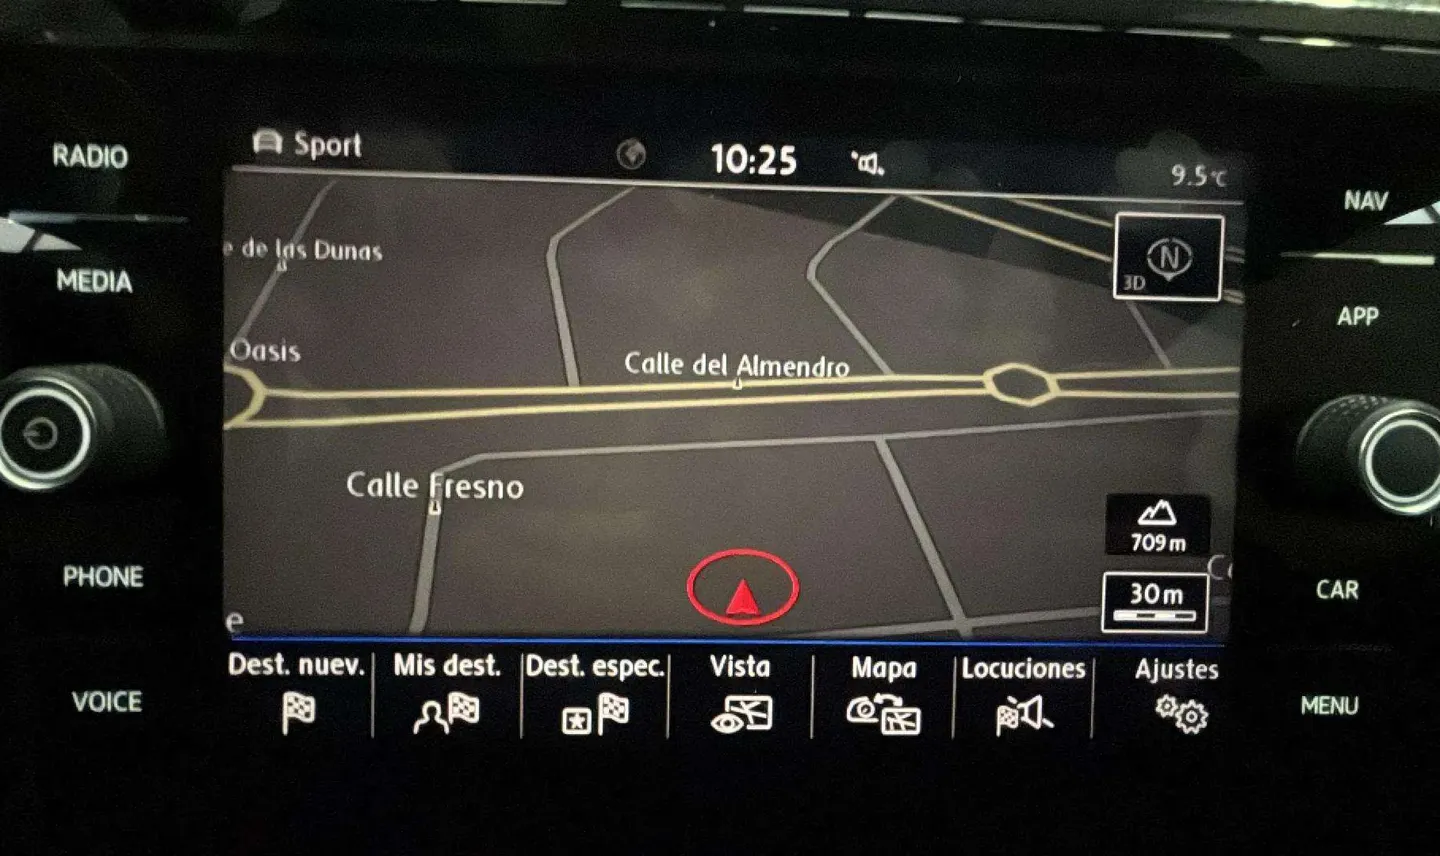 RADIO
MEDIA
PHONE
VOICE
Sport
10:25
9.5°C
de las Dunas
Oasis
Calle del Almendro
Calle Fresno
N
3D
709 m
30 m
e
Dest. nuev.
Mis dest.
Dest. espec.
Vista
Mapa
Locuciones
Ajustes
NAV
APP
CAR
MENU